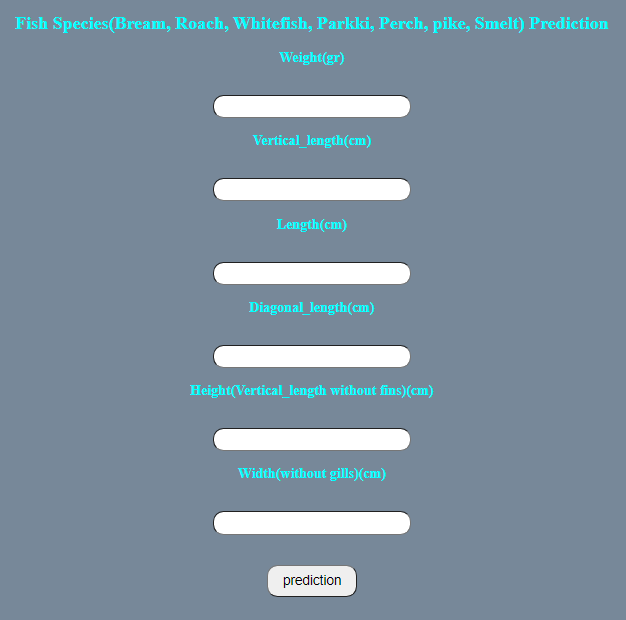 Fish Species(Bream, Roach, Whitefish, Parkki, Perch, pike, Smelt) Prediction
Weight(gr)
Vertical_length(cm)
Length(cm)
Diagonal_length(cm)
Height(Vertical_length without fins)(cm)
Width(without gills)(cm)
prediction